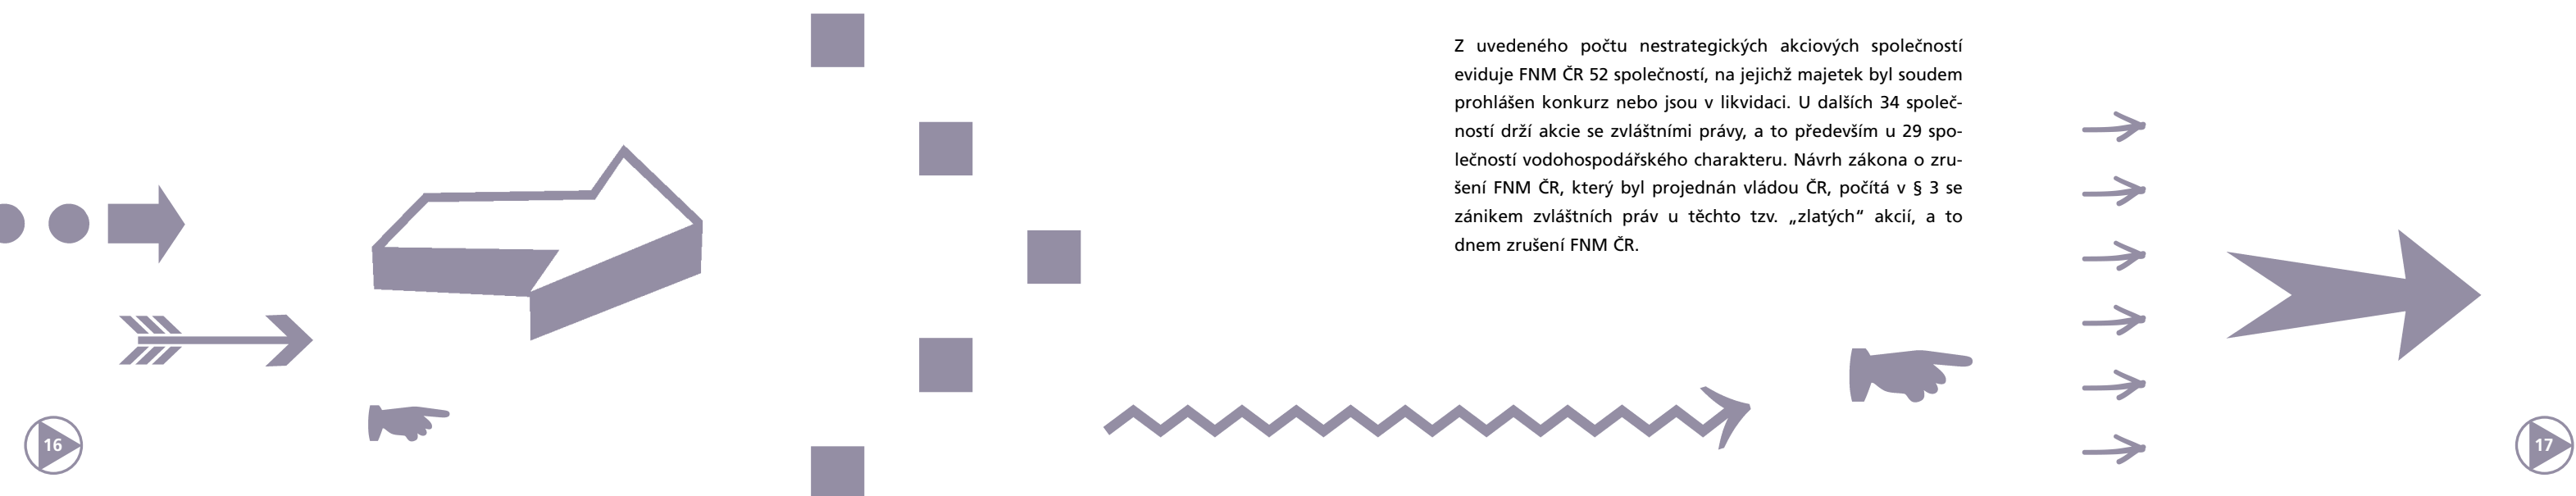 Z uvedeného počtu nestrategických akciových společností
eviduje FNM ČR 52 společností, na jejichž majetek byl soudem
prohlášen konkurz nebo jsou v likvidaci. U dalších 34 společ-
ností drží akcie se zvláštními právy, a to především u 29 spo-
lečností vodohospodářského charakteru. Návrh zákona o zru-
šení FNM ČR, který byl projednán vládou ČR, počítá v § 3 se
zánikem zvláštních práv u těchto tzv. „zlatých“ akcií, a to
dnem zrušení FNM ČR.
16
17